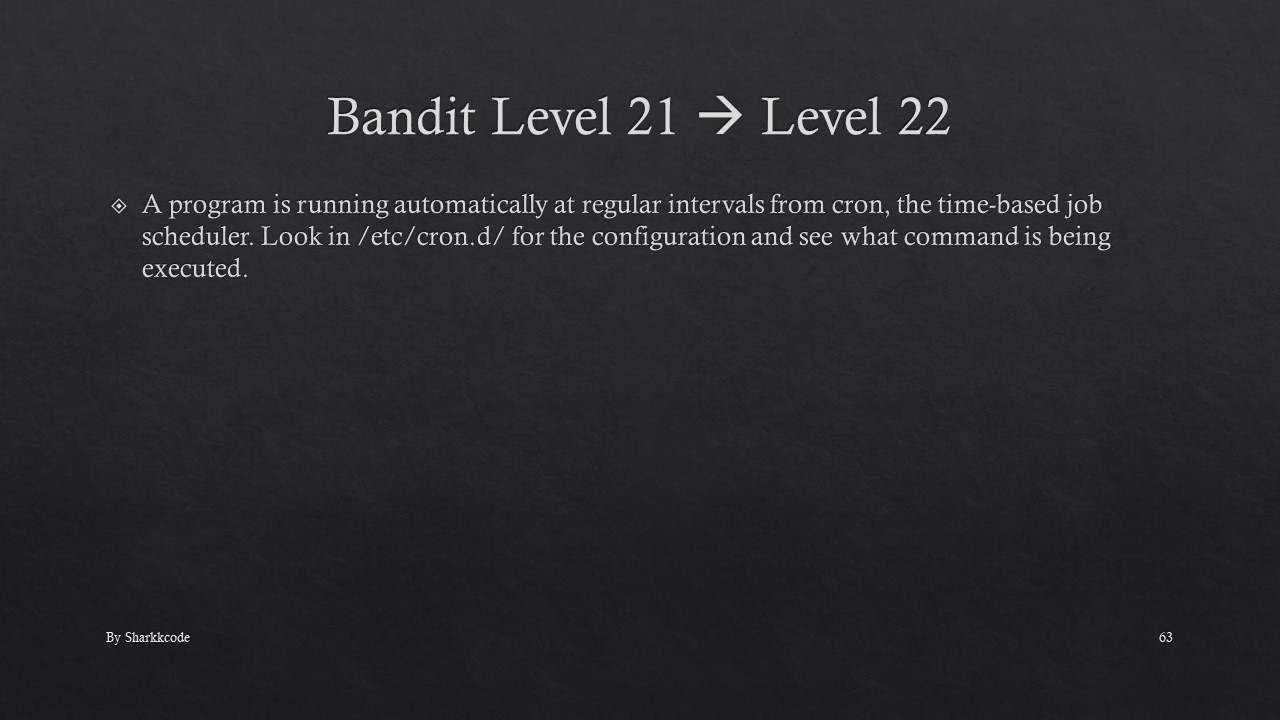 Bandit Level 21 → Level 22
A program is running automatically at regular intervals from cron, the time-based job
scheduler. Look in /etc/cron.d/ for the configuration and see what command is being
executed.
By Sharkkcode
63